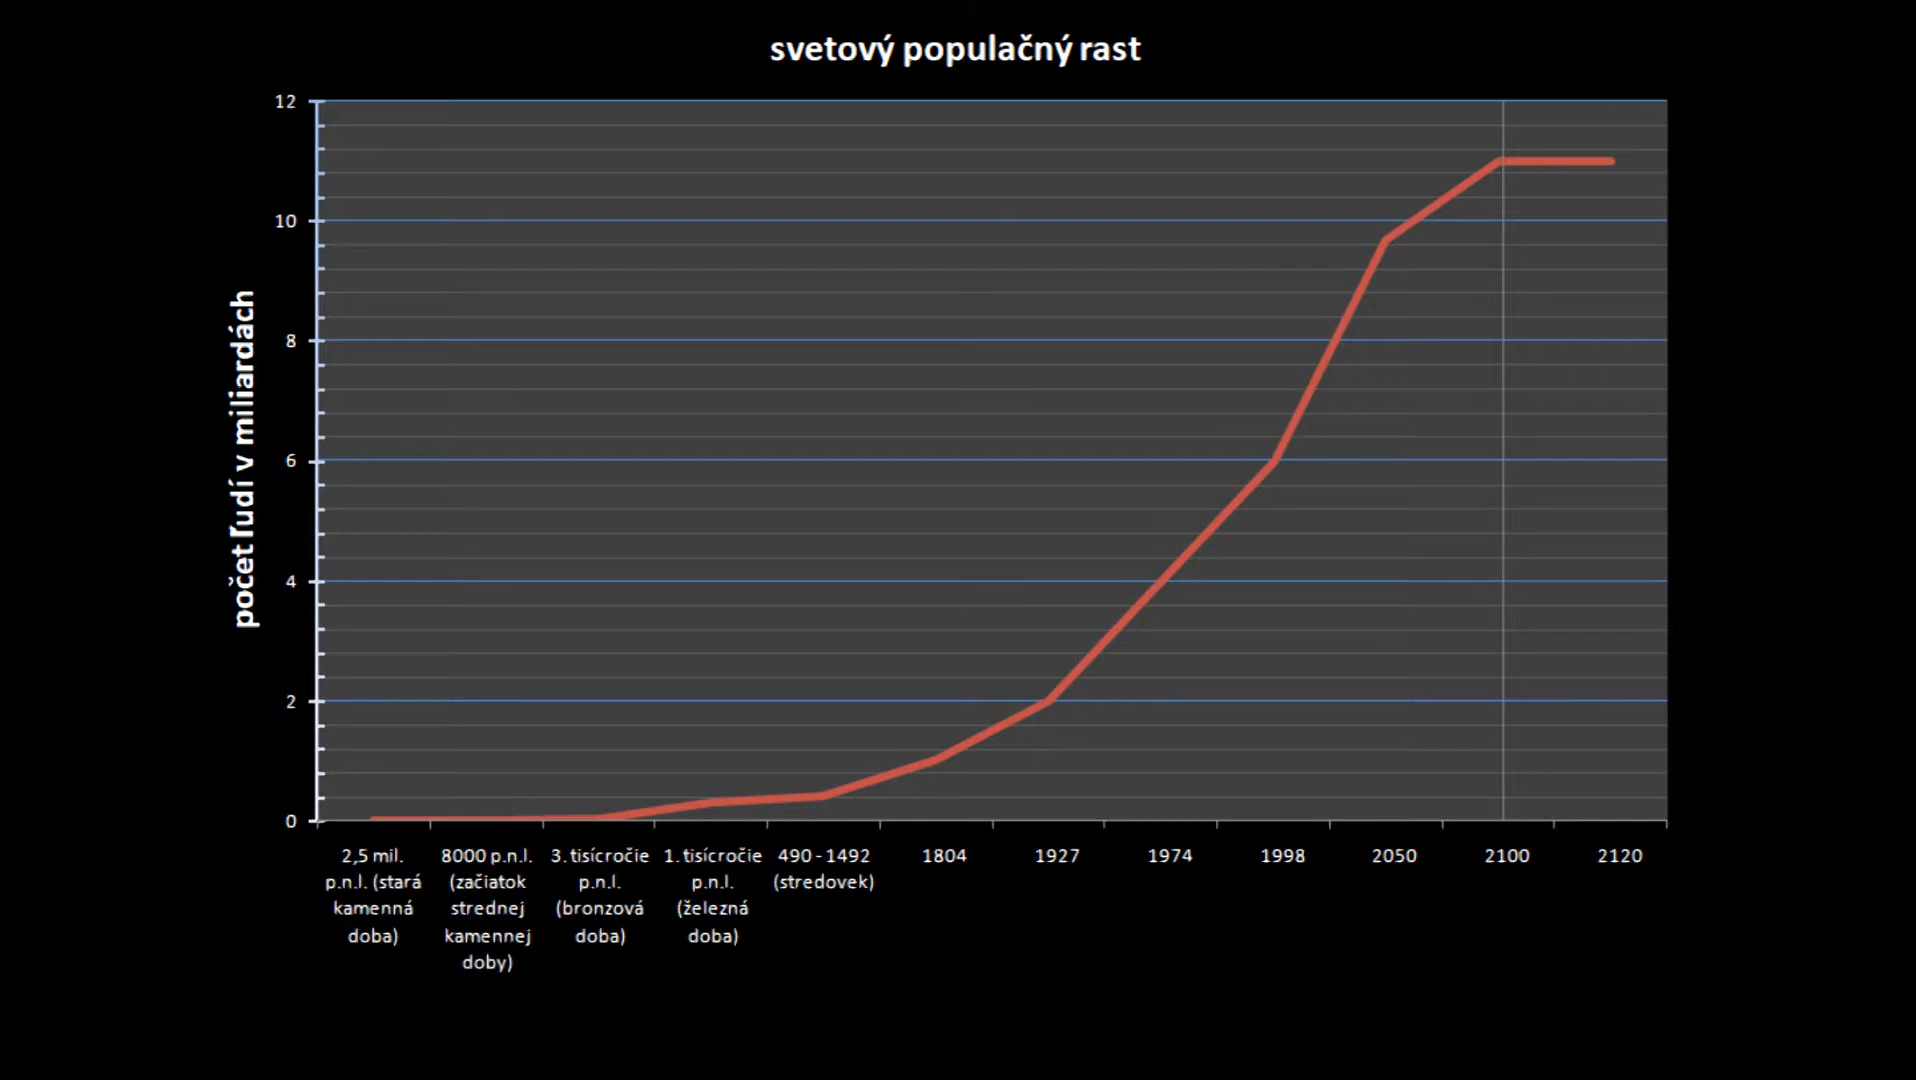 svetový populačný rast
12
10
8
6
4
2
0
počet ľudí v miliardách
2,5 mil.
p.n.l. (stará
kamenná
doba)
8000 p.n.l.
(začiatok
strednej
kamennej
doby)
3. tisícročie
p.n.l.
(bronzová
doba)
1. tisícročie
p.n.l.
(železná
doba)
490 - 1492
(stredovek)
1804
1927
1974
1998
2050
2100
2120